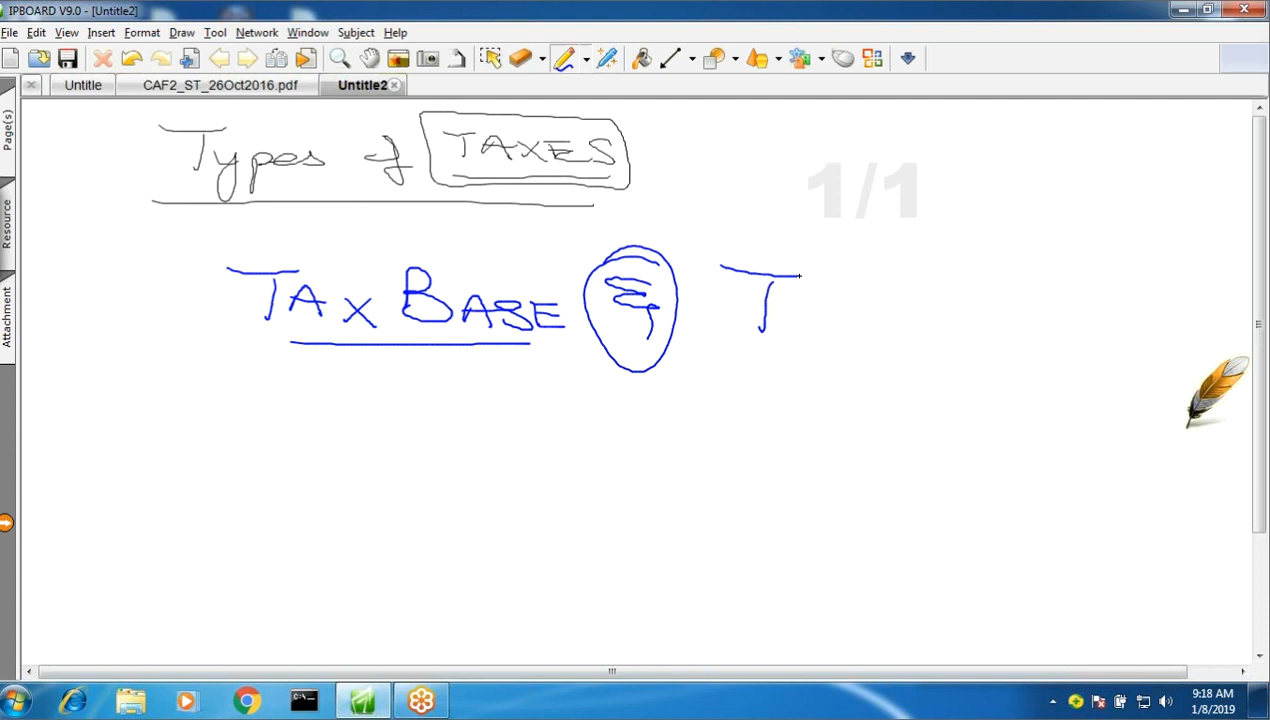 IPBOARD V9.0 - [Untitle2]
File Edit View Insert Format Draw Tool Network Window Subject Help
Untitle CAF2_ST_26Oct2016.pdf Untitle2
Page(s)
Resource
Attachment
Types of TAXES
1/1
TAX BASE T
9:18 AM
1/8/2019